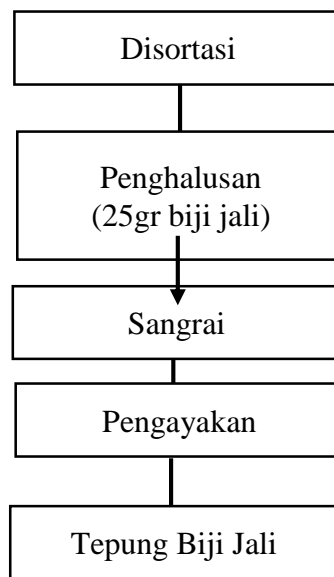 Disortasi
Penghalusan
(25gr biji jali)
Sangrai
Pengayakan
Tepung Biji Jali